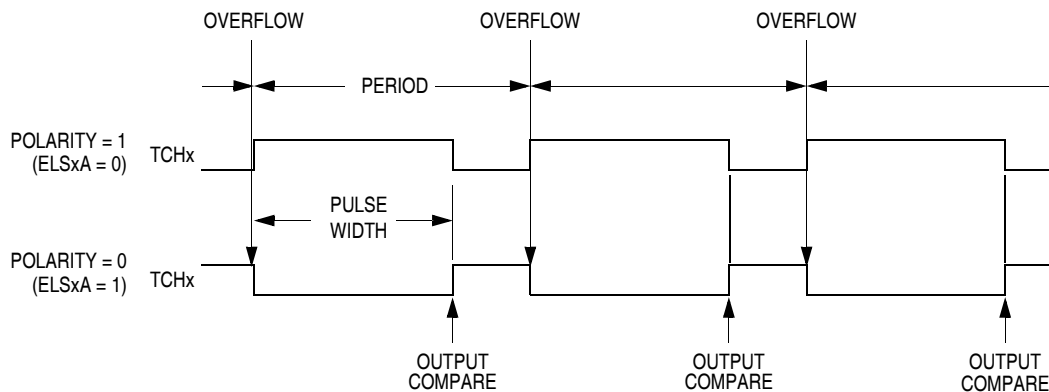 OVERFLOW OVERFLOW OVERFLOW
PERIOD
POLARITY = 1
(ELSxA = 0)
TCHx
PULSE
WIDTH
POLARITY = 0
(ELSxA = 1)
TCHx
OUTPUT
COMPARE
OUTPUT
COMPARE
OUTPUT
COMPARE